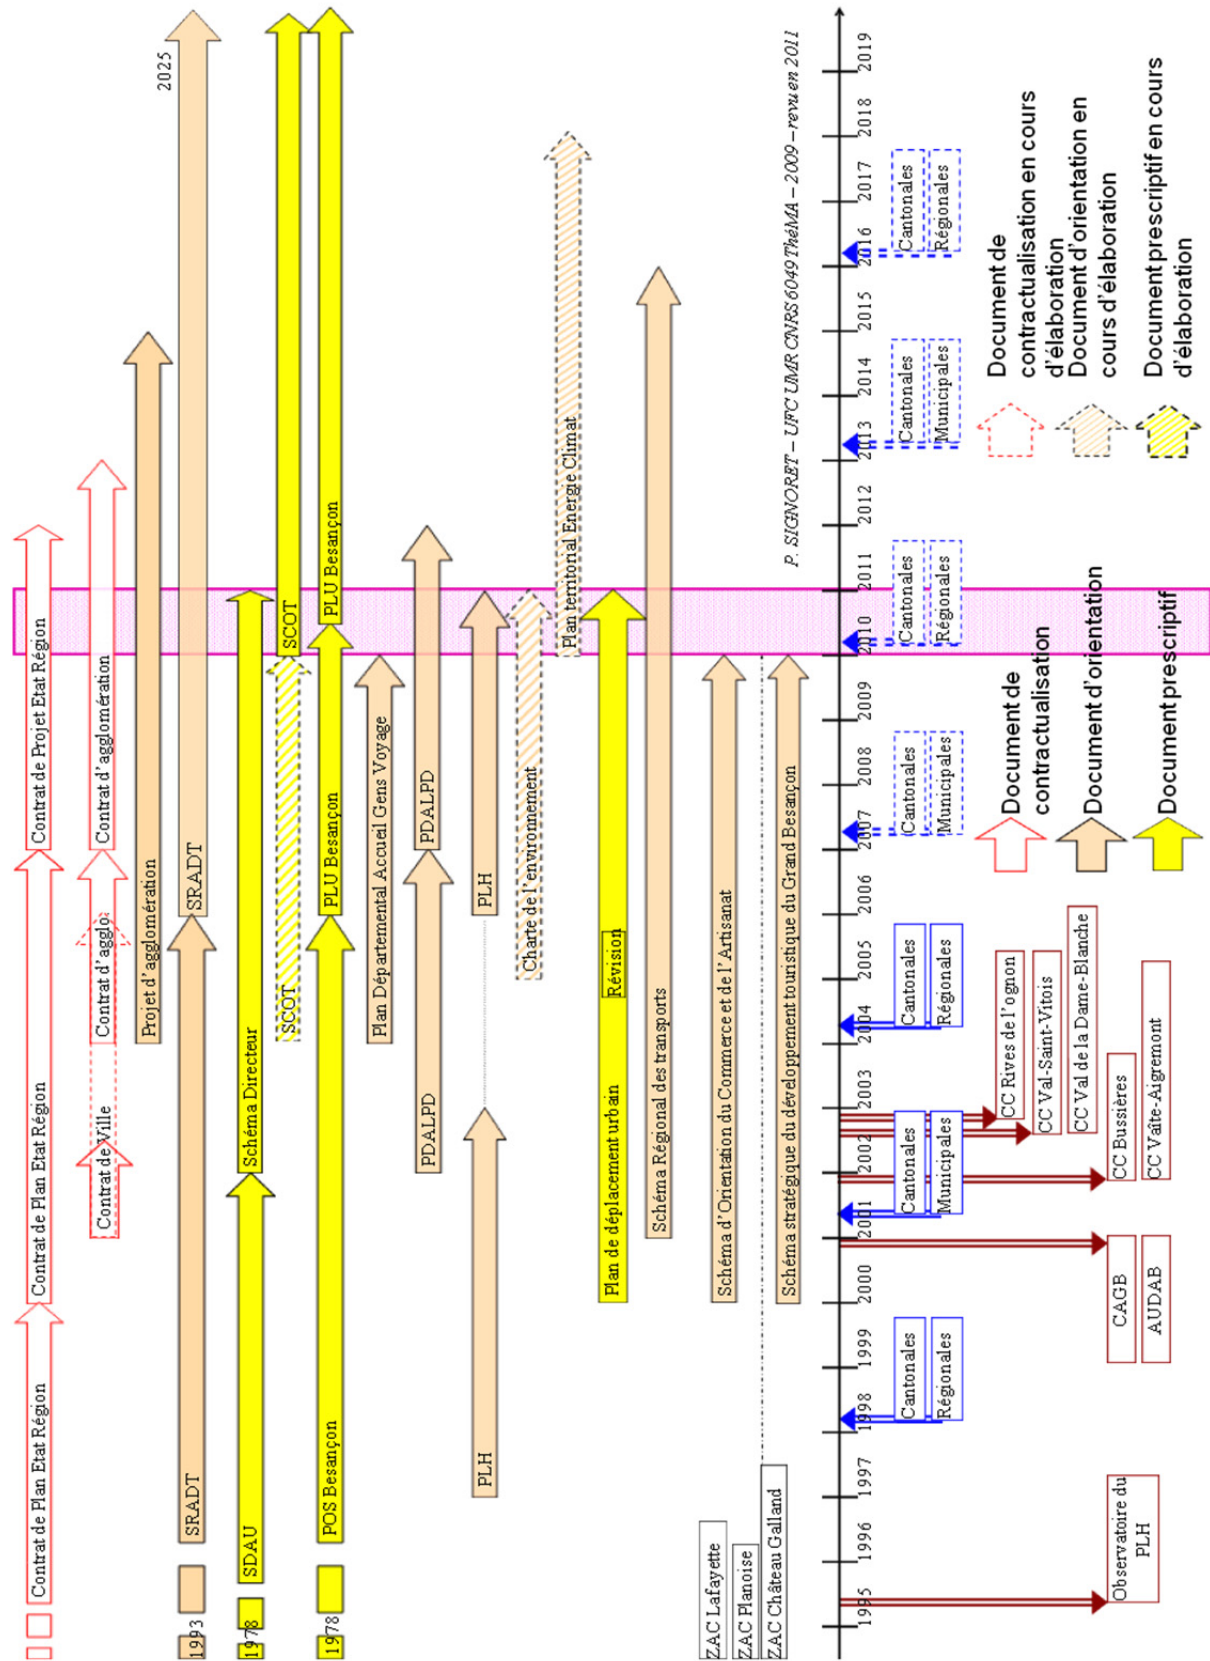 Contrat de Plan Etat Région
Contrat de Plan Etat Région
Contrat de Projet Etat Région
Contrat de Ville
Contrat d'agglo
Contrat d'agglomération
Projet d'agglomération
1993
SRADT
SRADT
2025
1978
SDAU
Schéma Directeur
SCOT
SCOT
1978
POS Besançon
PLU Besançon
PLU Besançon
Plan Départemental Accueil Gens Voyage
PDALPD
PDALPD
PLH
PLH
Charte de l'environnement
Plan territorial Energie Climat
Plan de déplacement urbain
Révision
Schéma Régional des transports
ZAC Lafayette
Schéma d'Orientation du Commerce et de l'Artisanat
ZAC Planoise
ZAC Château Galland
Schéma stratégique du développement touristique du Grand Besançon
P. SIGNORET – UFC UMR CNRS 6049 ThéMA – 2009 – revu en 2011
1995
1996
1997
1998
1999
2000
2001
2002
2003
2004
2005
2006
2007
2008
2009
2010
2011
2012
2013
2014
2015
2016
2017
2018
2019
Cantonales
Régionales
Cantonales
Municipales
Cantonales
Régionales
Cantonales
Municipales
Cantonales
Régionales
Cantonales
Municipales
Cantonales
Régionales
Observatoire du
PLH
CAGB
AUDAB
CC Rives de l'ognon
CC Val-Saint-Vitois
CC Val de la Dame-Blanche
CC Bussières
CC Vaîte-Aigremont
Document de
contractualisation
Document d'orientation
Document prescriptif
Document de
contractualisation en cours
d'élaboration
Document d'orientation en
cours d'élaboration
Document prescriptif en cours
d'élaboration